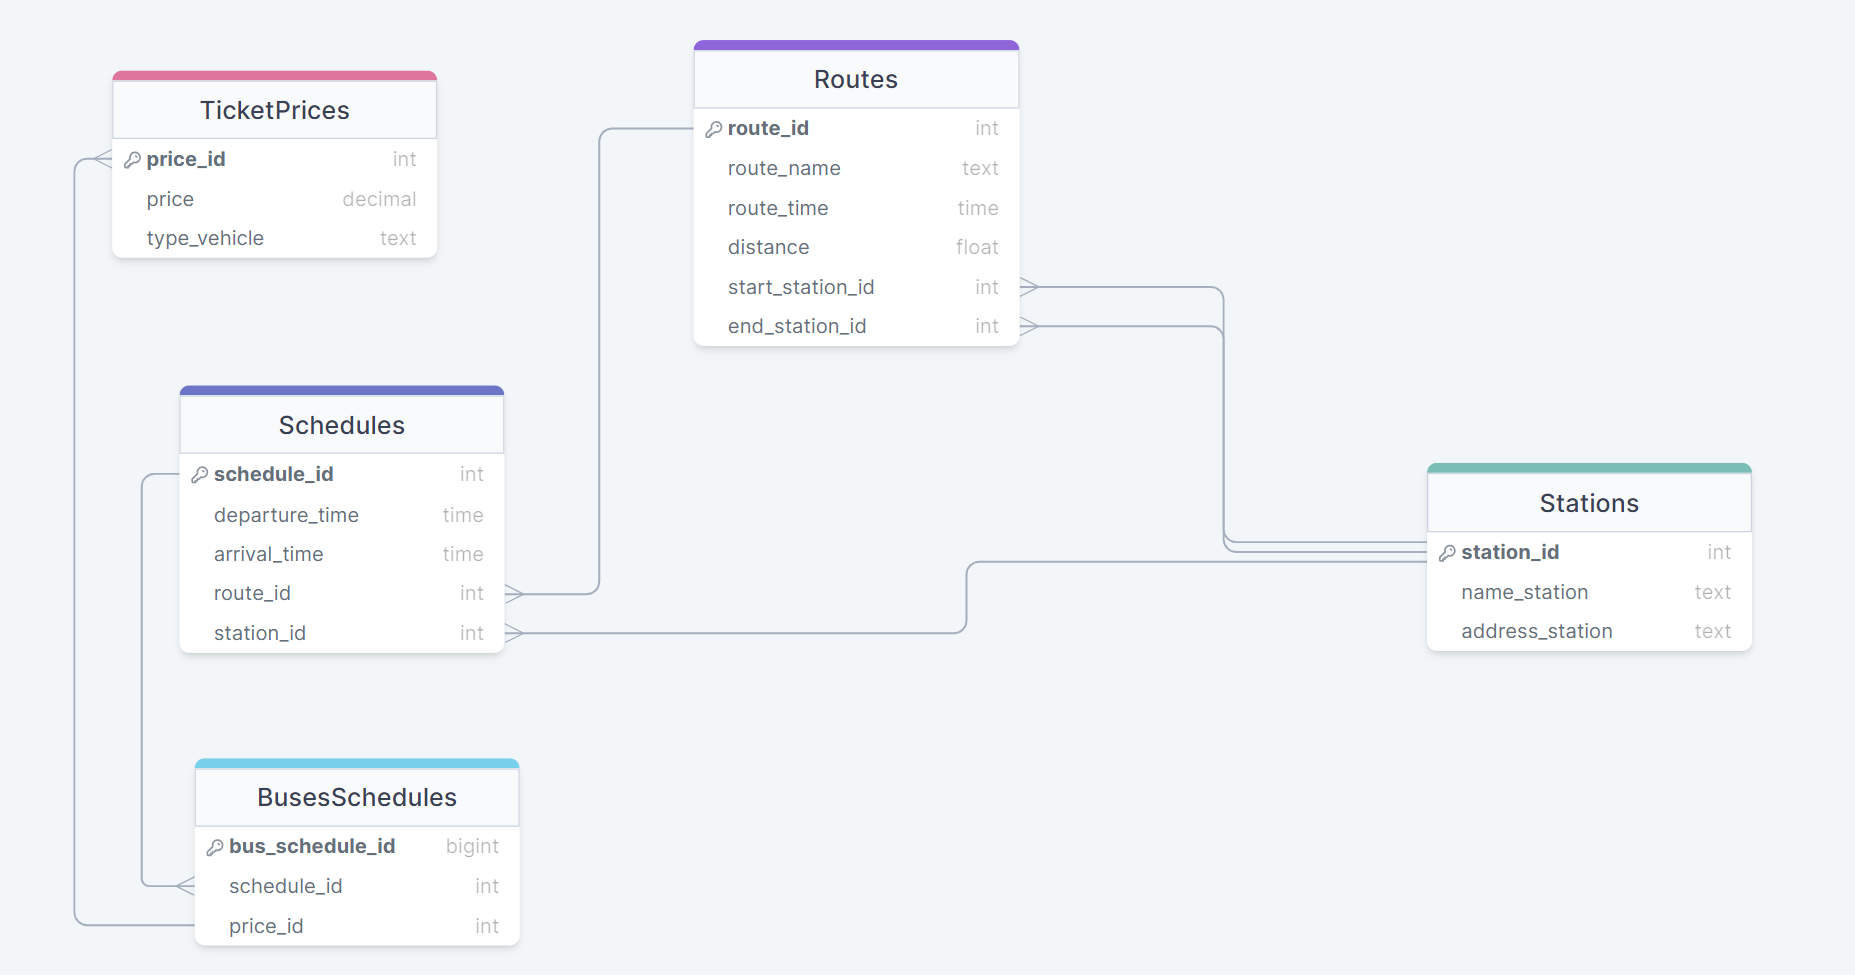 TicketPrices
price_id int
price decimal
type_vehicle text
Routes
route_id int
route_name text
route_time time
distance float
start_station_id int
end_station_id int
Schedules
schedule_id int
departure_time time
arrival_time time
route_id int
station_id int
Stations
station_id int
name_station text
address_station text
BusesSchedules
bus_schedule_id bigint
schedule_id int
price_id int